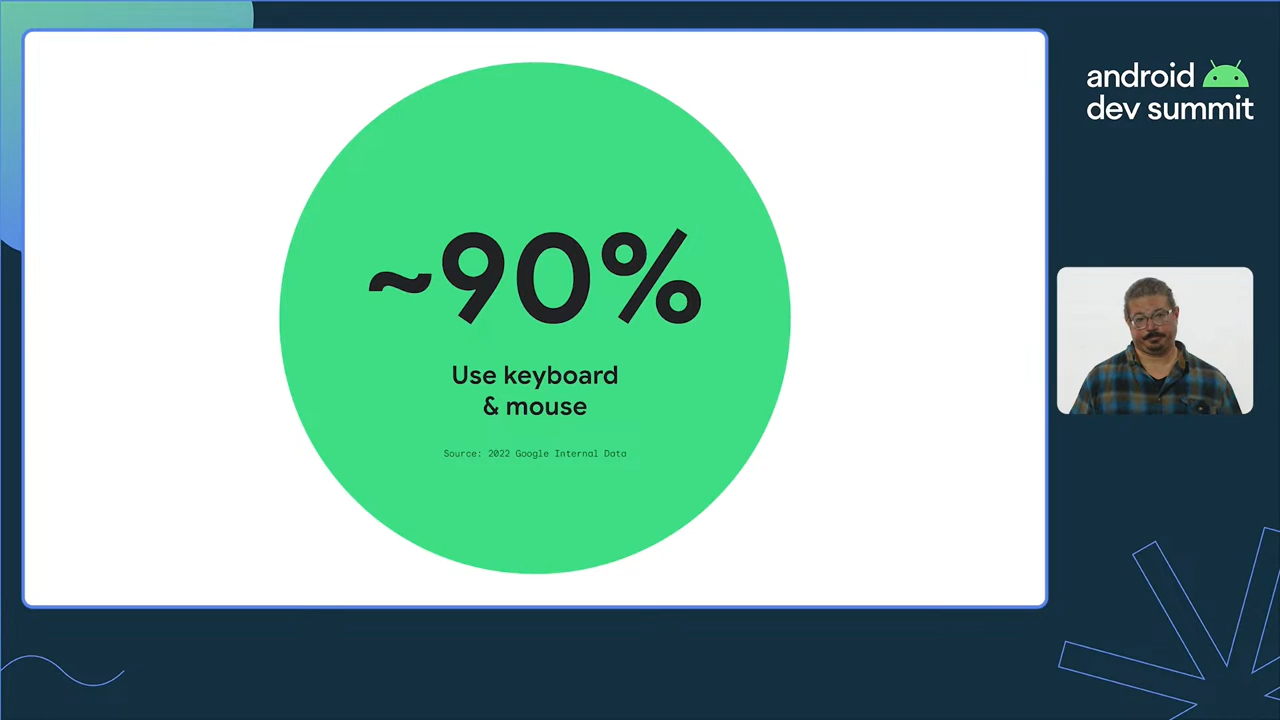 ~90%
Use keyboard
& mouse
Source: 2022 Google Internal Data
android
dev summit